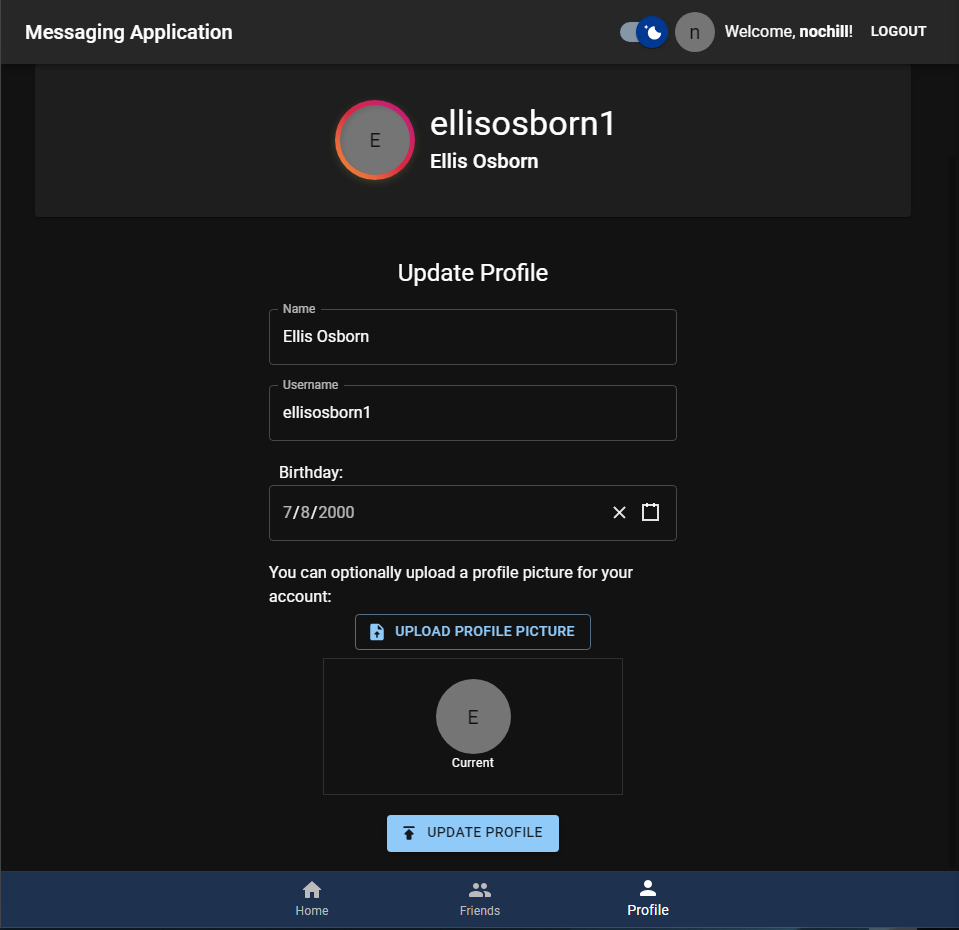 Messaging Application
n
Welcome, nochill!
LOGOUT
E
ellisosborn1
Ellis Osborn
Update Profile
Name
Ellis Osborn
Username
ellisosborn1
Birthday:
7/8/2000
You can optionally upload a profile picture for your
account:
UPLOAD PROFILE PICTURE
E
Current
UPDATE PROFILE
Home
Friends
Profile